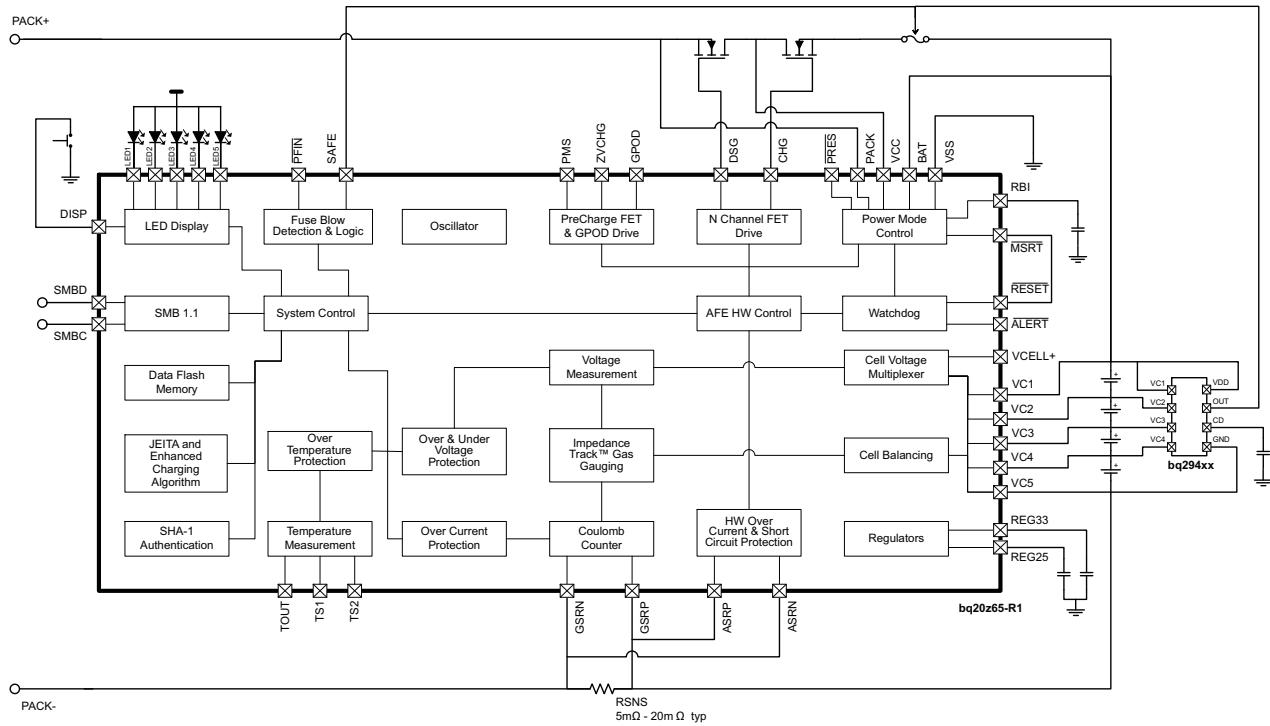 PACK+
LED1
LED2
LED3
LED4
LED5
PFIN
SAFE
PMS
ZVCHG
GPOD
DSG
CHG
PRES
PACK
VCC
BAT
VSS
DISP
LED Display
Fuse Blow
Detection & Logic
Oscillator
PreCharge FET
& GPOD Drive
N Channel FET
Drive
Power Mode
Control
RBI
MSRT
SMBD
SMBC
SMB 1.1
System Control
AFE HW Control
Watchdog
RESET
ALERT
Data Flash
Memory
Voltage
Measurement
Cell Voltage
Multiplexer
VCELL+
VC1
VC2
VC3
VC4
VC5
JEITA and
Enhanced
Charging
Algorithm
Over
Temperature
Protection
Over & Under
Voltage
Protection
Impedance
Track™ Gas
Gauging
Cell Balancing
+
+
+
+
VC1
VC2
VC3
VC4
VDD
OUT
CD
GND
bq294xx
SHA-1
Authentication
Temperature
Measurement
Over Current
Protection
Coulomb
Counter
HW Over
Current & Short
Circuit Protection
Regulators
REG33
REG25
TOUT
TS1
TS2
GSRN
GSRP
ASRP
ASRN
bq20z65-R1
PACK-
RSNS
5mΩ - 20m Ω typ